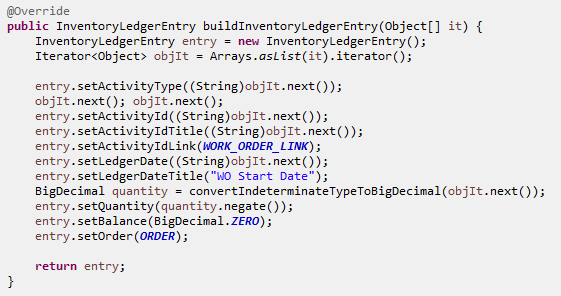 @Override
public InventoryLedgerEntry buildInventoryLedgerEntry(Object[] it) {
    InventoryLedgerEntry entry = new InventoryLedgerEntry();
    Iterator<Object> objIt = Arrays.asList(it).iterator();

    entry.setActivityType((String)objIt.next());
    objIt.next(); objIt.next();
    entry.setActivityId((String)objIt.next());
    entry.setActivityIdTitle((String)objIt.next());
    entry.setActivityIdLink(WORK_ORDER_LINK);
    entry.setLedgerDate((String)objIt.next());
    entry.setLedgerDateTitle("WO Start Date");
    BigDecimal quantity = convertIndeterminateTypeToBigDecimal(objIt.next());
    entry.setQuantity(quantity.negate());
    entry.setBalance(BigDecimal.ZERO);
    entry.setOrder(ORDER);

    return entry;
}